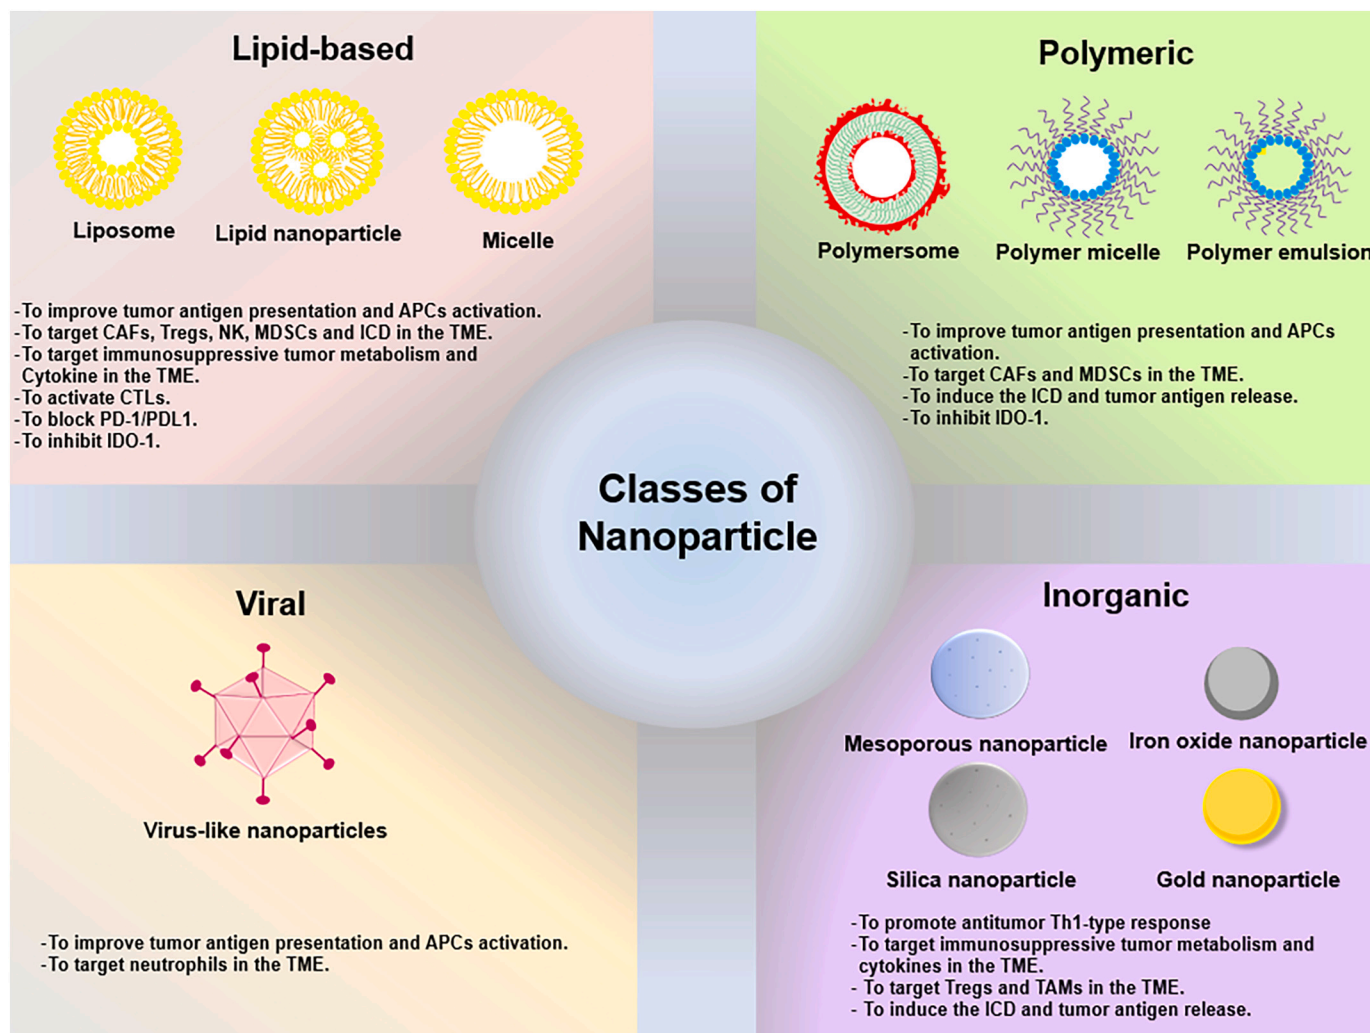 Lipid-based
Liposome
Lipid nanoparticle
Micelle
-To improve tumor antigen presentation and APCs activation.
-To target CAFs, Tregs, NK, MDSCs and ICD in the TME.
-To target immunosuppressive tumor metabolism and
Cytokine in the TME.
-To activate CTLs.
-To block PD-1/PDL1.
-To inhibit IDO-1.
Polymeric
Polymersome
Polymer micelle
Polymer emulsion
-To improve tumor antigen presentation and APCs
activation.
-To target CAFs and MDSCs in the TME.
-To induce the ICD and tumor antigen release.
-To inhibit IDO-1.
Classes of
Nanoparticle
Viral
Virus-like nanoparticles
-To improve tumor antigen presentation and APCs activation.
-To target neutrophils in the TME.
Inorganic
Mesoporous nanoparticle
Iron oxide nanoparticle
Silica nanoparticle
Gold nanoparticle
-To promote antitumor Th1-type response
-To target immunosuppressive tumor metabolism and
cytokines in the TME.
- To target Tregs and TAMs in the TME.
- To induce the ICD and tumor antigen release.